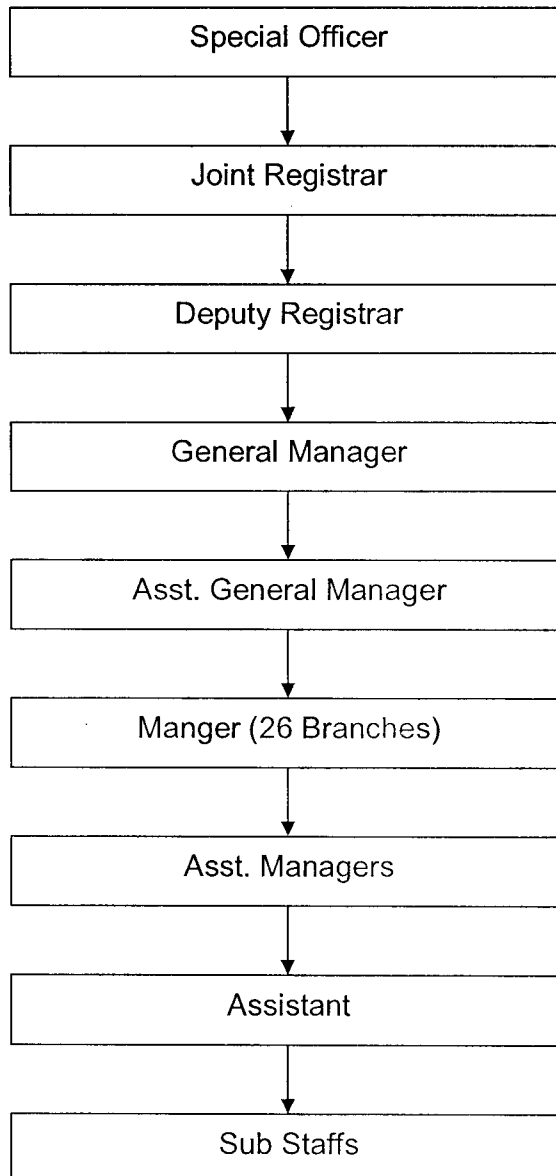 Special Officer
Joint Registrar
Deputy Registrar
General Manager
Asst. General Manager
Manger (26 Branches)
Asst. Managers
Assistant
Sub Staffs